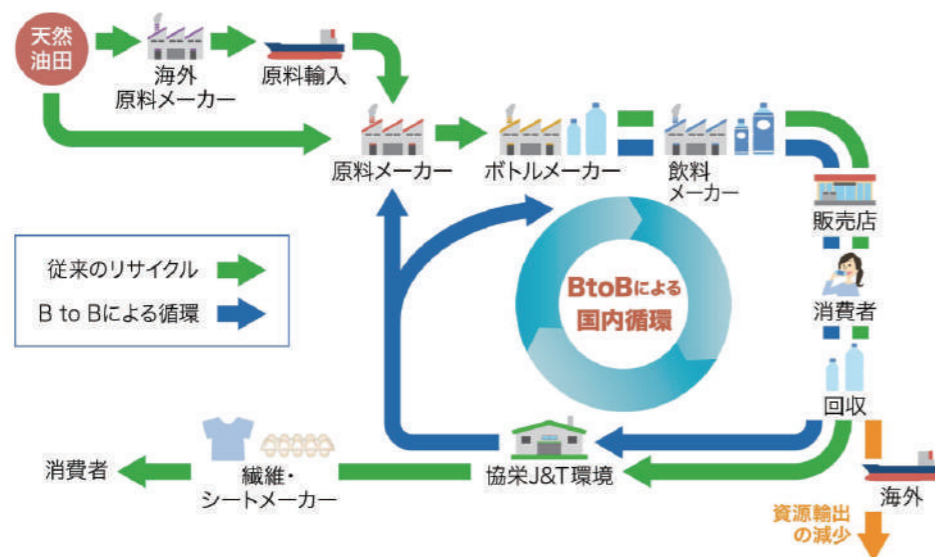 天然
油田
海外
原料メーカー
原料輸入
原料メーカー
ボトルメーカー
飲料
メーカー
販売店
従来のリサイクル
B to Bによる循環
BtoBによる
国内循環
消費者
回収
消費者
繊維・
シートメーカー
協栄J&T環境
海外
資源輸出
の減少